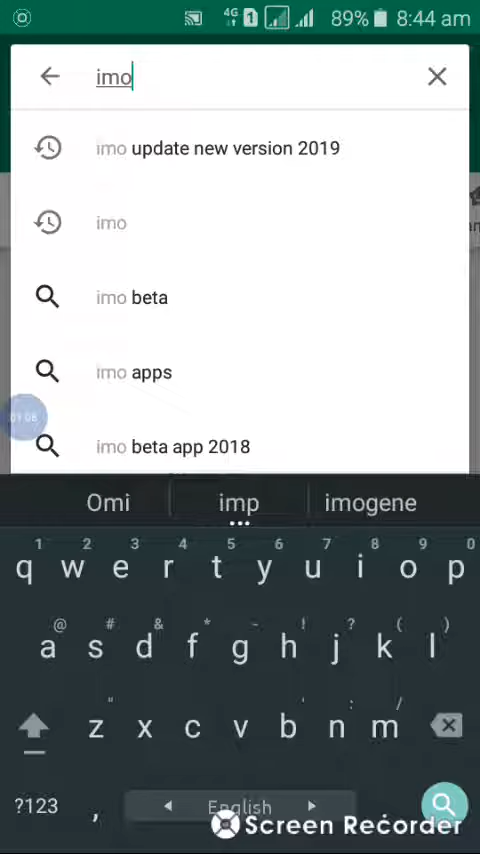 4G 1 89% 8:44 am
imo
imo update new version 2019
imo
imo beta
imo apps
01:08
imo beta app 2018
Omi imp imogene
1 2 3 4 5 6 7 8 9 0
q w e r t y u i o p
@ # & * - ! ? ( )
a s d f g h j k l
" ' : /
z x c v b n m
?123 , English
Screen Recorder